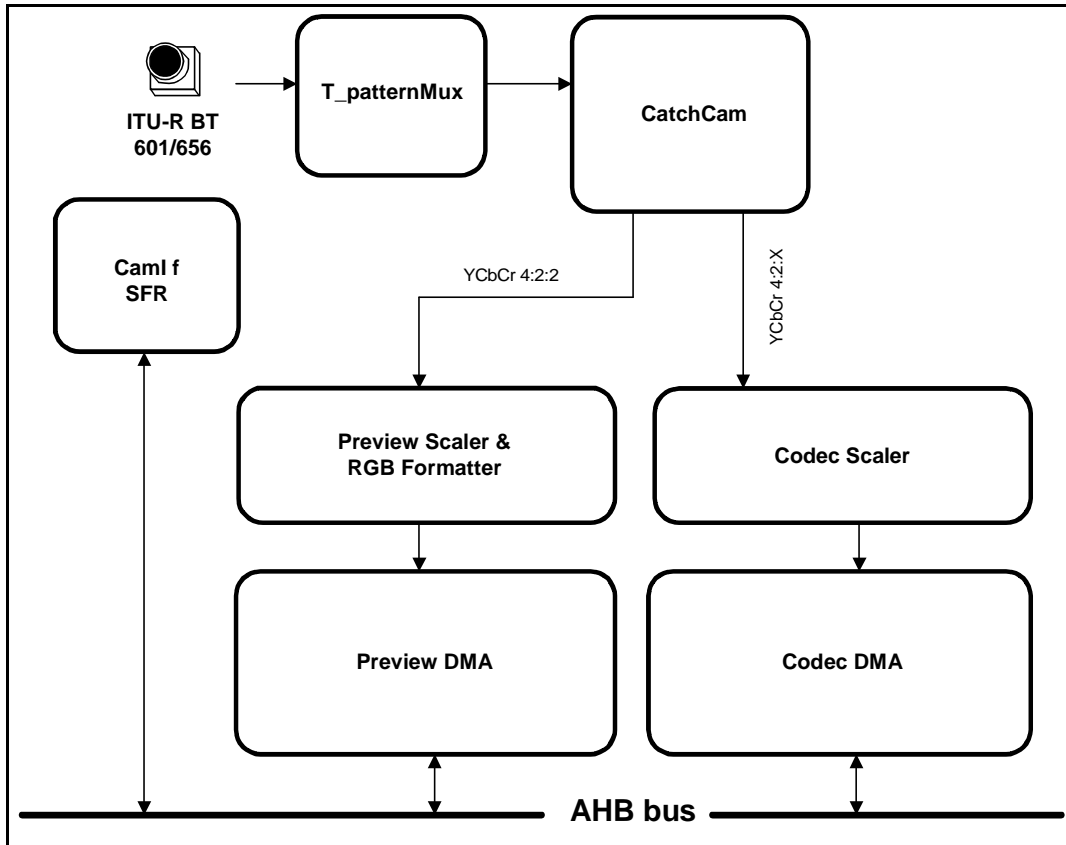 T_patternMux
CatchCam
ITU-R BT
601/656
CamI f
SFR
YCbCr 4:2:2
YCbCr 4:2:X
Preview Scaler &
RGB Formatter
Codec Scaler
Preview DMA
Codec DMA
AHB bus